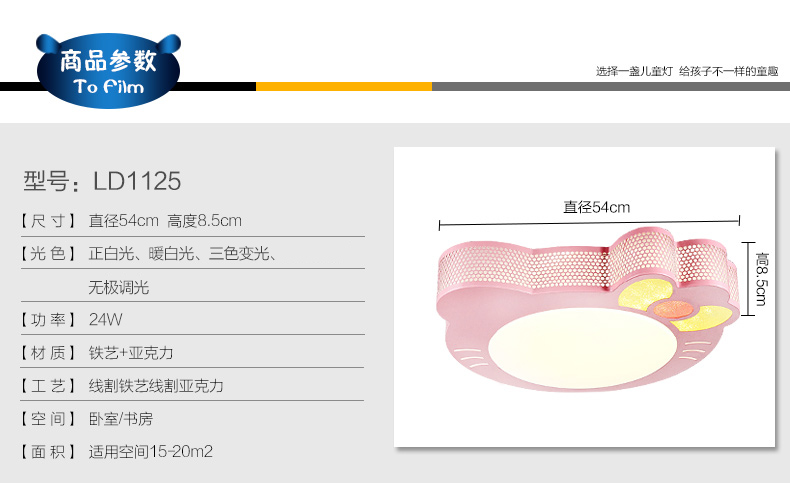 商品参数
To Film
选择一盏儿童灯 给孩子不一样的童趣
型号：LD1125
【尺寸】 直径54cm 高度8.5cm
【光色】 正白光、暖白光、三色变光、
无极调光
【功率】 24W
【材质】 铁艺+亚克力
【工艺】 线割铁艺线割亚克力
【空间】 卧室/书房
【面积】 适用空间15-20m2
直径54cm
高8.5cm